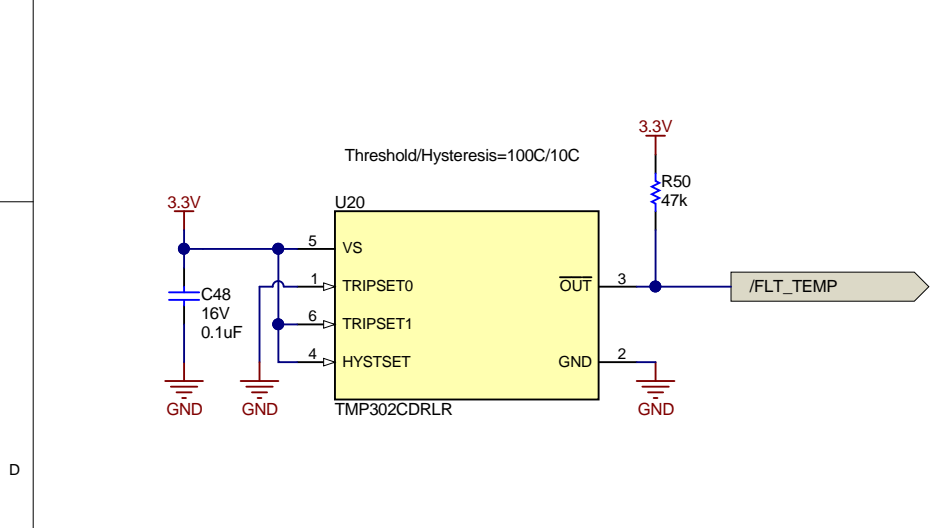 3.3V
Threshold/Hysteresis=100C/10C
R50
47k
3.3V
U20
5
VS
1
TRIPSET0
OUT
3
/FLT_TEMP
C48
16V
0.1uF
6
TRIPSET1
4
HYSTSET
GND
2
GND
GND
TMP302CDRLR
GND
D